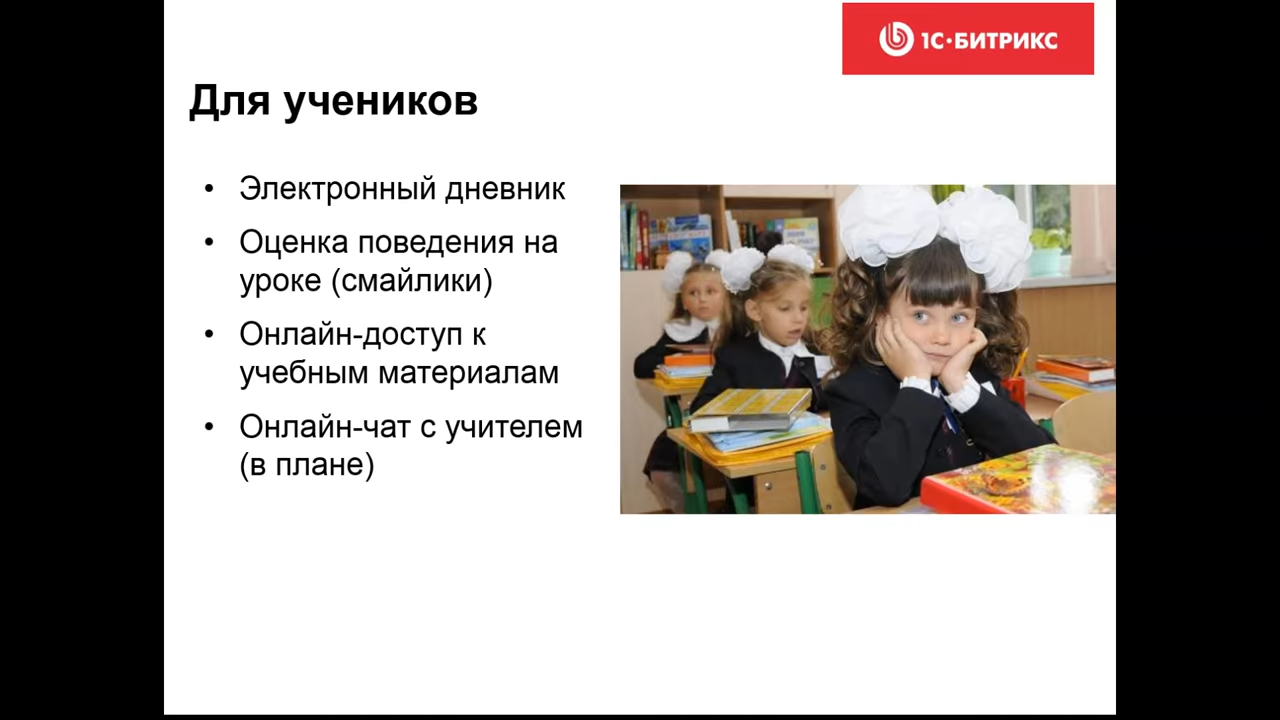 1С·БИТРИКС
Для учеников
• Электронный дневник
• Оценка поведения на
уроке (смайлики)
• Онлайн-доступ к
учебным материалам
• Онлайн-чат с учителем
(в плане)